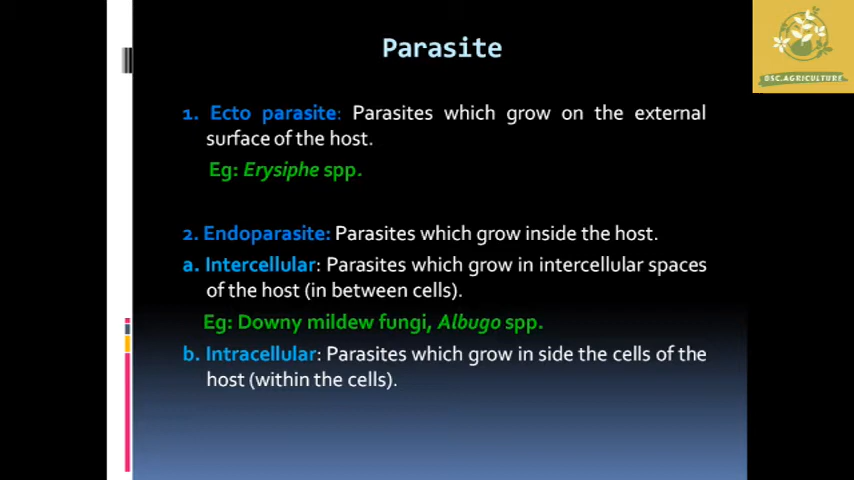 Parasite
DSC.AGRICULTURE
1. Ecto parasite: Parasites which grow on the external
surface of the host.
Eg: Erysiphe spp.
2. Endoparasite: Parasites which grow inside the host.
a. Intercellular: Parasites which grow in intercellular spaces
of the host (in between cells).
Eg: Downy mildew fungi, Albugo spp.
b. Intracellular: Parasites which grow in side the cells of the
host (within the cells).